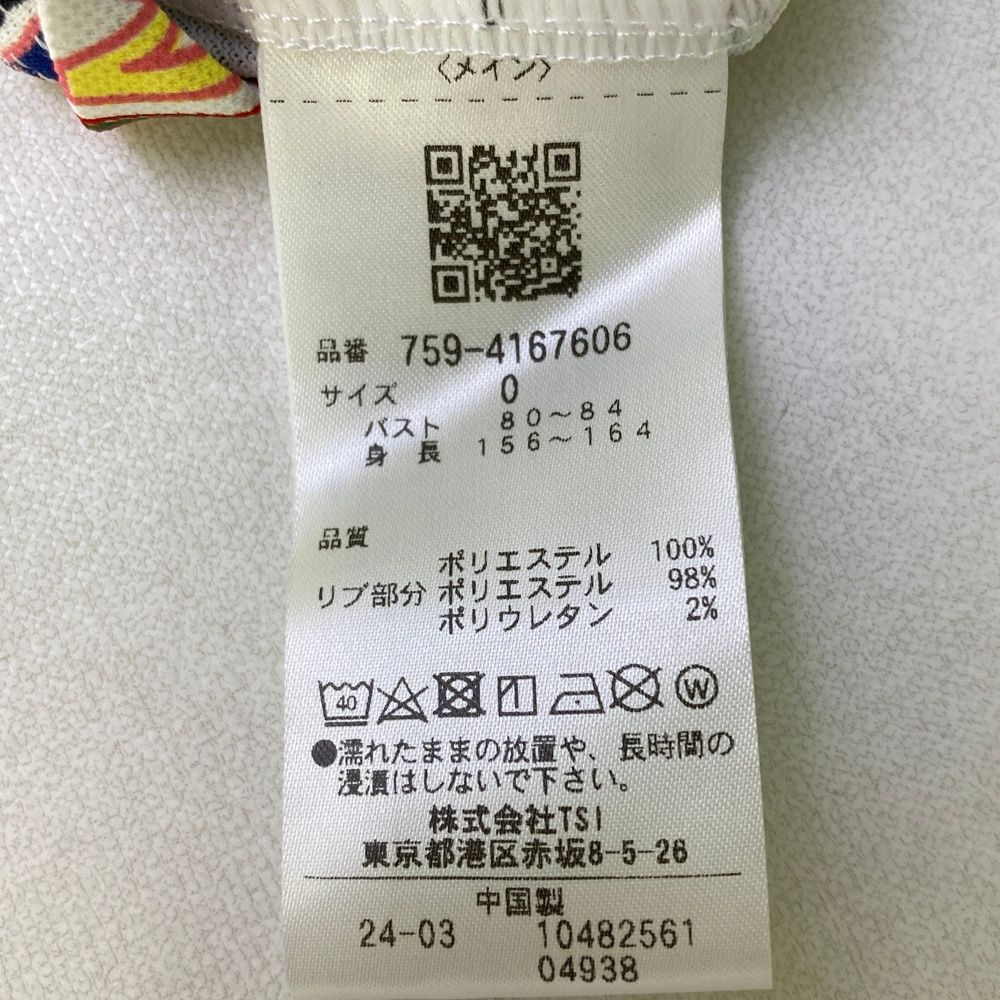 〈メイン〉
品番 759-4167606
サイズ 0
バスト 80〜84
身長 156〜164
品質
ポリエステル 100%
リブ部分 ポリエステル 98%
ポリウレタン 2%
40 W
●濡れたままの放置や、長時間の
浸漬はしないで下さい。
株式会社TSI
東京都港区赤坂8-5-26
中国製
24-03 10482561
04938